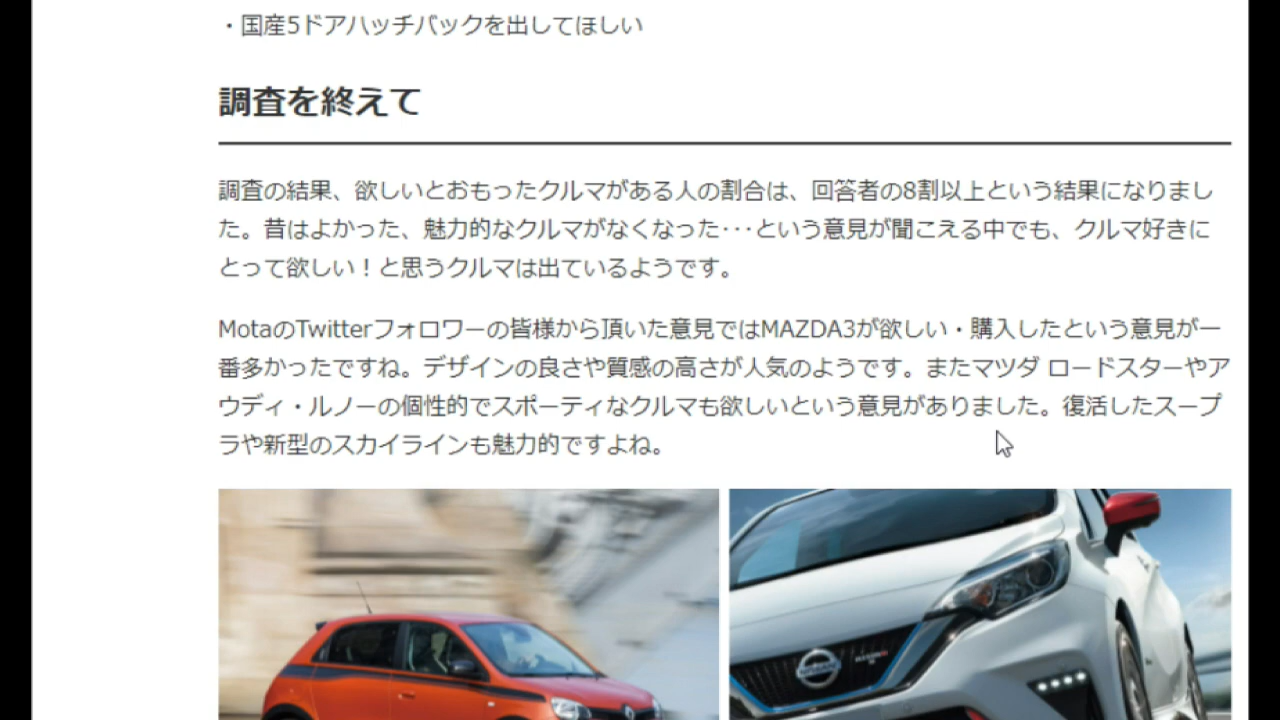 ・国産5ドアハッチバックを出してほしい
調査を終えて
調査の結果、欲しいとおもったクルマがある人の割合は、回答者の8割以上という結果になりまし
た。昔はよかった、魅力的なクルマがなくなった･･･という意見が聞こえる中でも、クルマ好きに
とって欲しい！と思うクルマは出ているようです。
MotaのTwitterフォロワーの皆様から頂いた意見ではMAZDA3が欲しい・購入したという意見が一
番多かったですね。デザインの良さや質感の高さが人気のようです。またマツダ ロードスターやア
ウディ・ルノーの個性的でスポーティなクルマも欲しいという意見がありました。復活したスープ
ラや新型のスカイラインも魅力的ですよね。